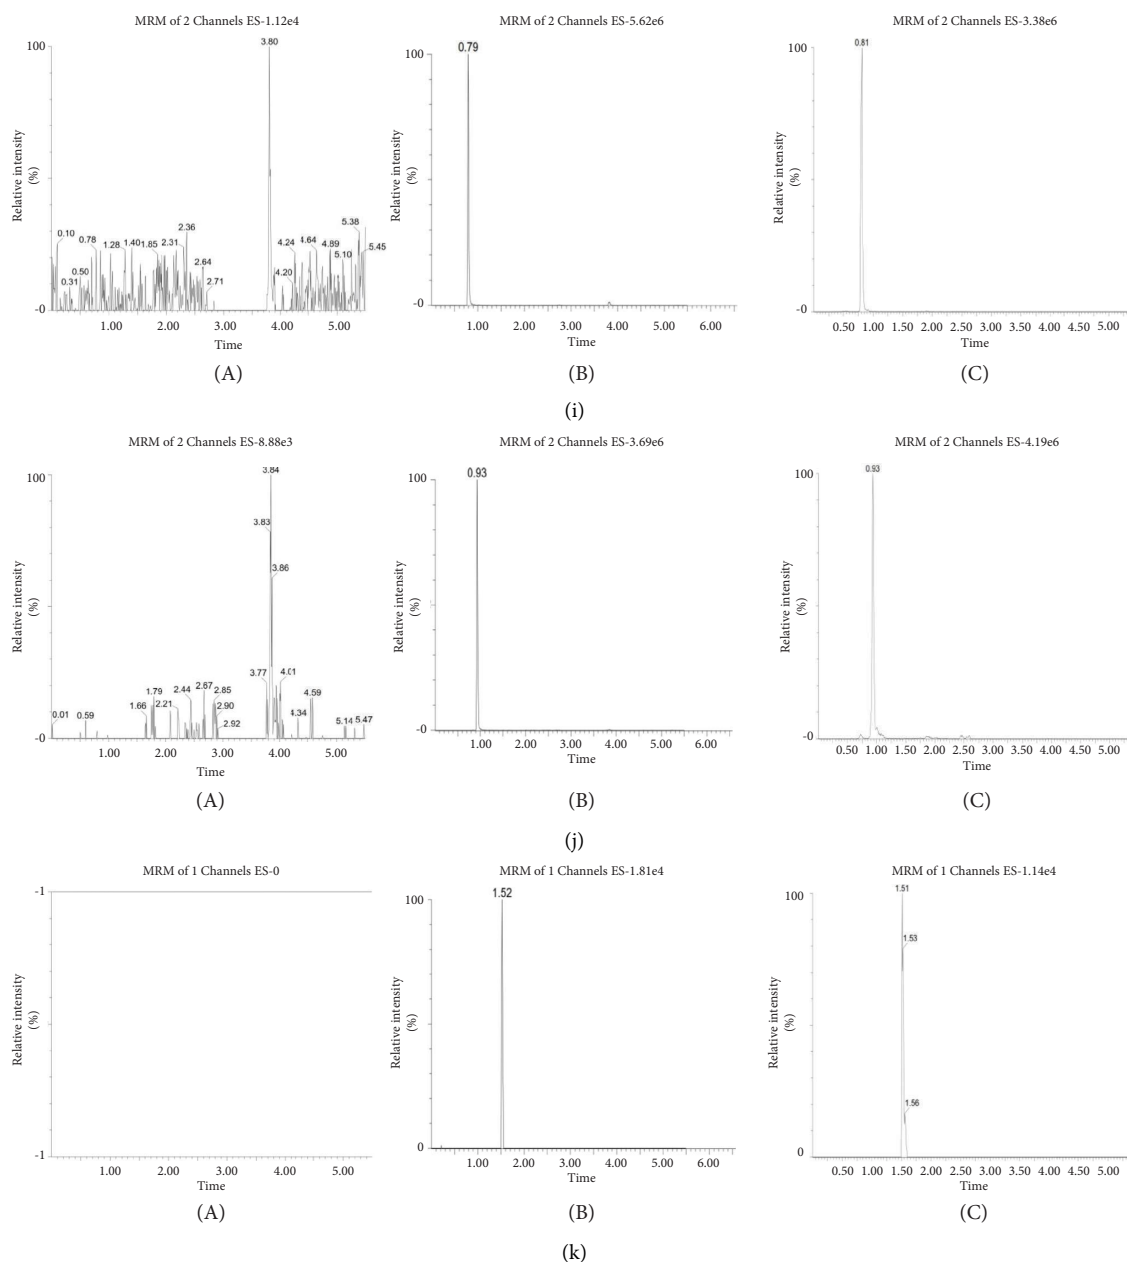 MRM of 2 Channels ES-1.12e4
100
3.80
Relative intensity
(%)
0.10
0.31
0.50
0.78
1.28
1.40
1.85
2.31
2.36
2.64
2.71
4.20
4.24
4.64
4.89
5.10
5.38
5.45
-0
1.00 2.00 3.00 4.00 5.00
Time
(A)
MRM of 2 Channels ES-5.62e6
100
0.79
Relative intensity
(%)
-0
1.00 2.00 3.00 4.00 5.00 6.00
Time
(B)
MRM of 2 Channels ES-3.38e6
100
0.81
Relative intensity
(%)
-0
0.50 1.00 1.50 2.00 2.50 3.00 3.50 4.00 4.50 5.00
Time
(C)
(i)
MRM of 2 Channels ES-8.88e3
100
3.84
3.83
3.86
Relative intensity
(%)
0.01
0.59
1.66
1.79
2.21
2.44
2.67
2.85
2.90
2.92
3.77
4.01
4.34
4.59
5.14
5.47
-0
1.00 2.00 3.00 4.00 5.00
Time
(A)
MRM of 2 Channels ES-3.69e6
100
0.93
Relative intensity
(%)
-0
1.00 2.00 3.00 4.00 5.00 6.00
Time
(B)
MRM of 2 Channels ES-4.19e6
100
0.93
Relative intensity
(%)
-0
0.50 1.00 1.50 2.00 2.50 3.00 3.50 4.00 4.50 5.00
Time
(C)
(j)
MRM of 1 Channels ES-0
-1
Relative intensity
(%)
-1
1.00 2.00 3.00 4.00 5.00
Time
(A)
MRM of 1 Channels ES-1.81e4
100
1.52
Relative intensity
(%)
0
1.00 2.00 3.00 4.00 5.00 6.00
Time
(B)
MRM of 1 Channels ES-1.14e4
100
1.51
1.53
1.56
Relative intensity
(%)
0
0.50 1.00 1.50 2.00 2.50 3.00 3.50 4.00 4.50 5.00
Time
(C)
(k)